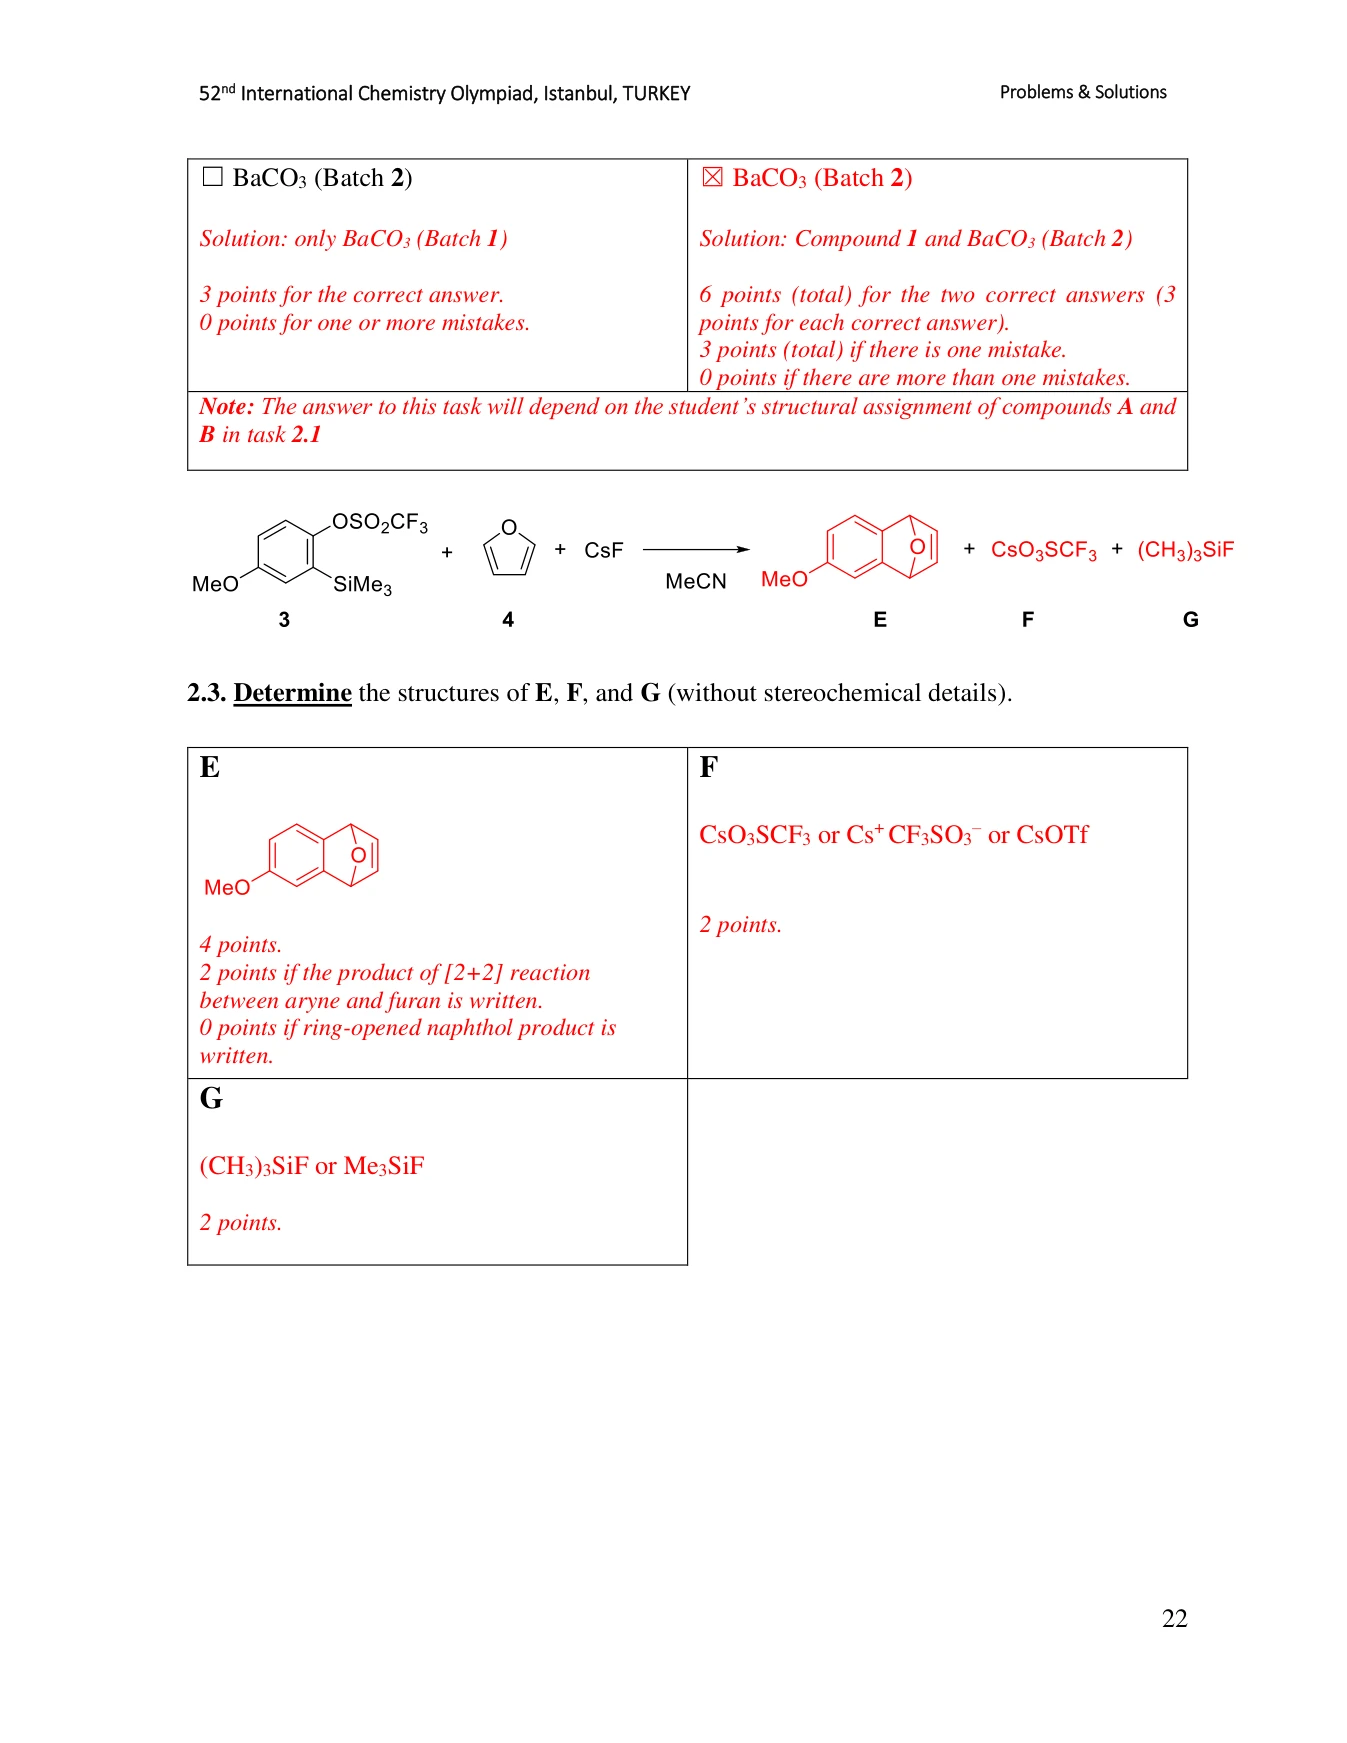 52nd International Chemistry Olympiad, Istanbul, TURKEY Problems & Solutions
☐ BaCO3 (Batch 2)
Solution: only BaCO3 (Batch 1)
3 points for the correct answer.
0 points for one or more mistakes.
☒ BaCO3 (Batch 2)
Solution: Compound 1 and BaCO3 (Batch 2)
6 points (total) for the two correct answers (3
points for each correct answer).
3 points (total) if there is one mistake.
0 points if there are more than one mistakes.
Note: The answer to this task will depend on the student's structural assignment of compounds A and
B in task 2.1
OSO2CF3
MeO
SiMe3
3
+
O
4
+ CsF
MeCN
O
MeO
E
+ CsO3SCF3
F
+ (CH3)3SiF
G
2.3. Determine the structures of E, F, and G (without stereochemical details).
E
O
MeO
4 points.
2 points if the product of [2+2] reaction
between aryne and furan is written.
0 points if ring-opened naphthol product is
written.
F
CsO3SCF3 or Cs+ CF3SO3– or CsOTf
2 points.
G
(CH3)3SiF or Me3SiF
2 points.
22